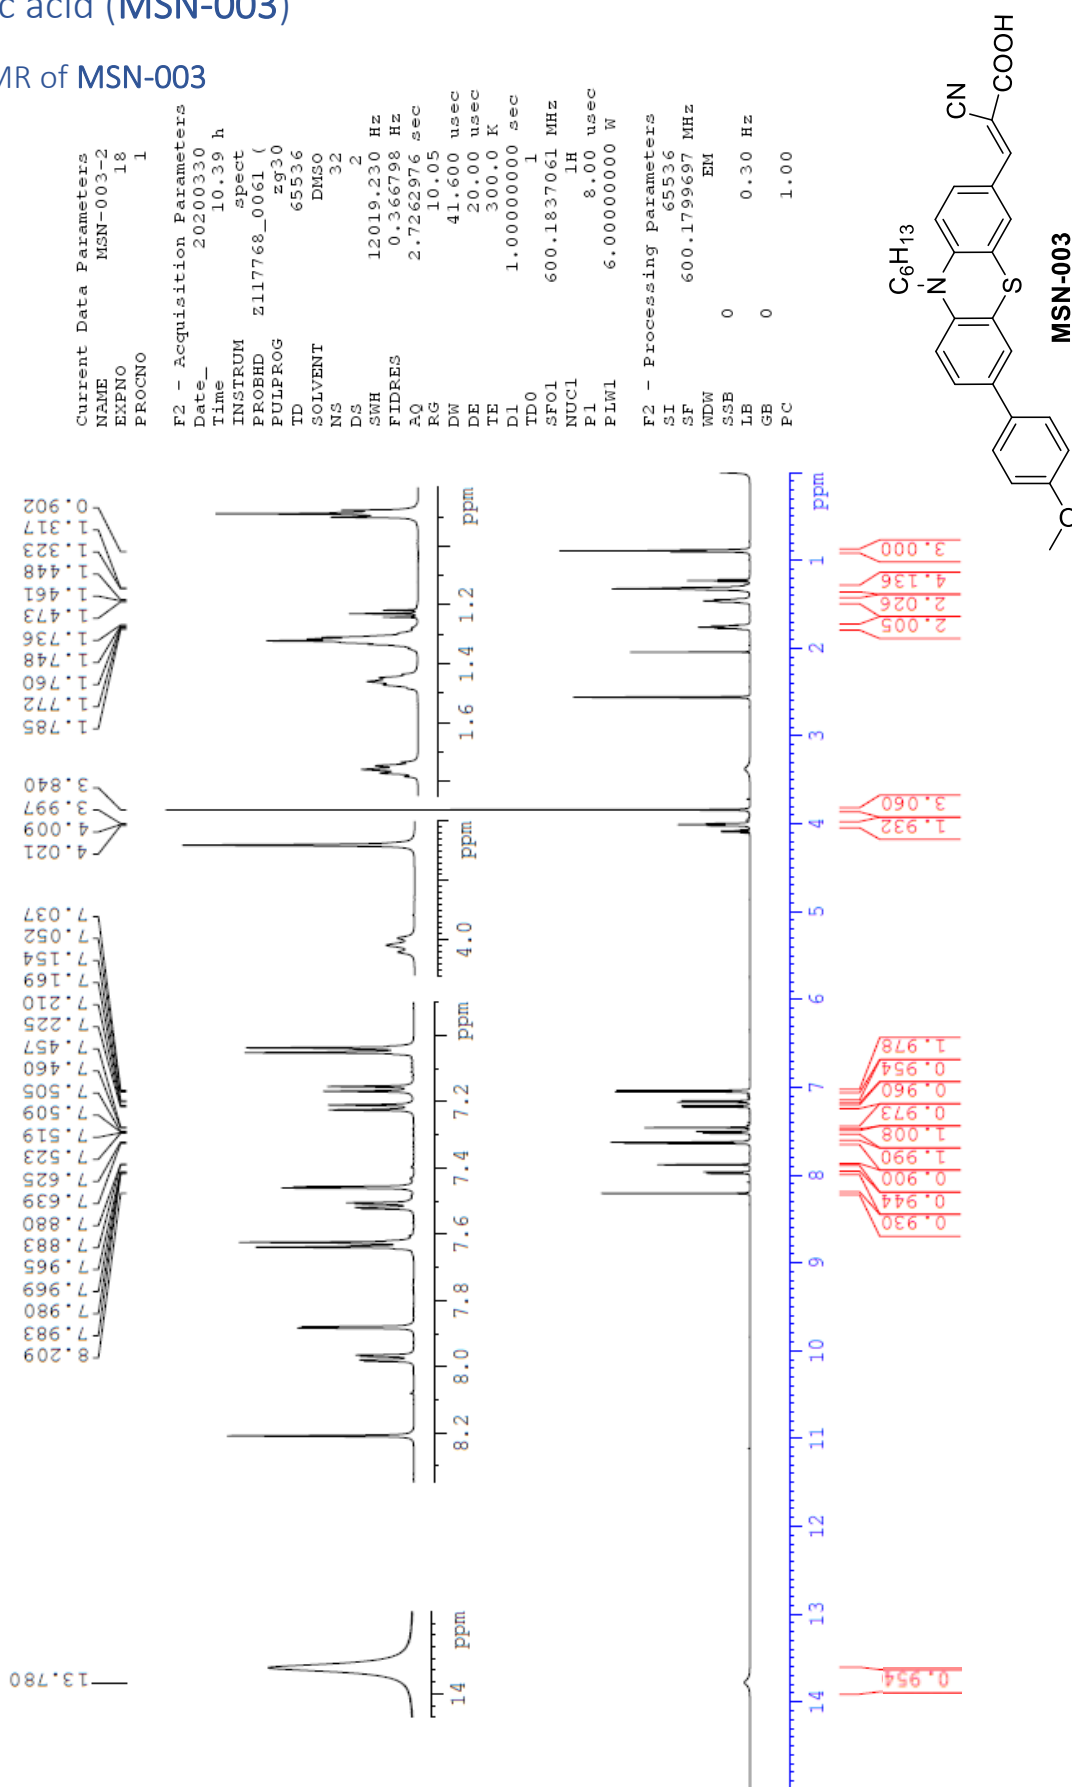 c acid (MSN-003)
MR of MSN-003
Current Data Parameters
NAME MSN-003-2
EXPNO 18
PROCNO 1
F2 - Acquisition Parameters
Date_ 20200330
Time 10.39 h
INSTRUM spect
PROBHD Z117768_0061 (
PULPROG zg30
TD 65536
SOLVENT DMSO
NS 32
DS 2
SWH 12019.230 Hz
FIDRES 0.366798 Hz
AQ 2.7262976 sec
RG 10.05
DW 41.600 usec
DE 20.00 usec
TE 300.0 K
D1 1.00000000 sec
TD0 1
SFO1 600.1837061 MHz
NUC1 1H
P1 8.00 usec
PLW1 6.00000000 W
F2 - Processing parameters
SI 65536
SF 600.1799697 MHz
WDW EM
SSB 0
LB 0.30 Hz
GB 0
PC 1.00
C6H13
N
S
CN
COOH
O
MSN-003
13.780
8.209
7.983
7.980
7.969
7.965
7.883
7.880
7.639
7.625
7.523
7.519
7.509
7.505
7.460
7.457
7.225
7.210
7.169
7.154
7.052
7.037
4.021
4.009
3.997
3.840
1.785
1.772
1.760
1.748
1.736
1.473
1.461
1.448
1.323
1.317
0.902
14 ppm
8.2 8.0 7.8 7.6 7.4 7.2 ppm
4.0 ppm
1.6 1.4 1.2 ppm
14 13 12 11 10 9 8 7 6 5 4 3 2 1 ppm
0.954
0.930
0.944
0.900
1.990
1.008
0.973
0.960
0.954
1.978
1.932
3.060
2.005
2.026
4.136
3.000